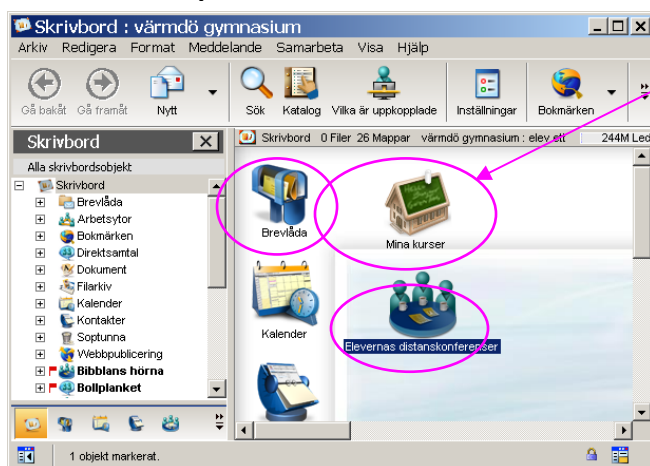 Skrivbord : värmdö gymnasium
Arkiv Redigera Format Meddelande Samarbeta Visa Hjälp
Gå bakåt Gå framåt Nytt Sök Katalog Vilka är uppkopplade Inställningar Bokmärken
Skrivbord
Skrivbord 0 Filer 26 Mappar värmdö gymnasium : elev ett 244M Led
Alla skrivbordsobjekt
Skrivbord
Brevlåda
Arbetsytor
Bokmärken
Direktsamtal
Dokument
Filarkiv
Kalender
Kontakter
Soptunna
Webbpublicering
Bibblans hörna
Bollplanket
Brevlåda
Mina kurser
Kalender
Elevernas distanskonferenser
1 objekt markerat.